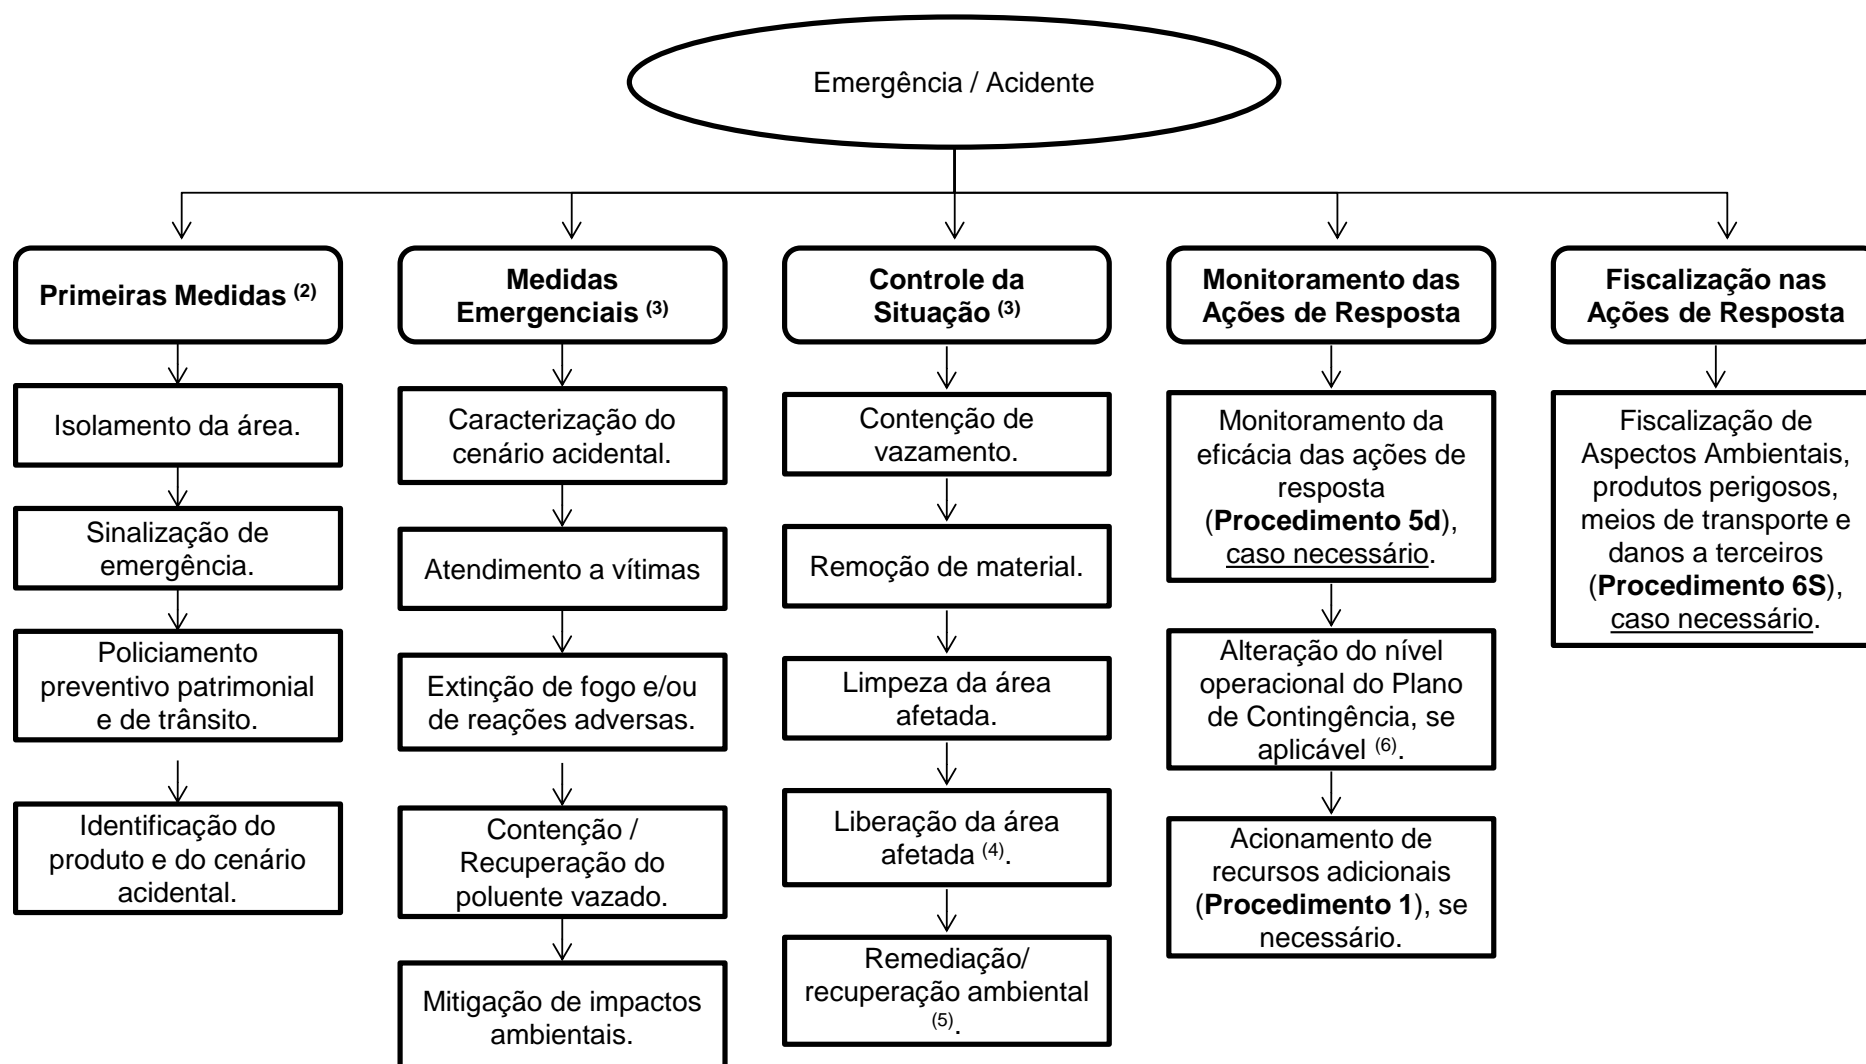 Emergência / Acidente
Primeiras Medidas (2)
Isolamento da área.
Sinalização de
emergência.
Policiamento
preventivo patrimonial
e de trânsito.
Identificação do
produto e do cenário
acidental.
Medidas
Emergenciais (3)
Caracterização do
cenário acidental.
Atendimento a vítimas
Extinção de fogo e/ou
de reações adversas.
Contenção /
Recuperação do
poluente vazado.
Mitigação de impactos
ambientais.
Controle da
Situação (3)
Contenção de
vazamento.
Remoção de material.
Limpeza da área
afetada.
Liberação da área
afetada (4).
Remediação/
recuperação ambiental
(5).
Monitoramento das
Ações de Resposta
Monitoramento da
eficácia das ações de
resposta
(Procedimento 5d),
caso necessário.
Alteração do nível
operacional do Plano
de Contingência, se
aplicável (6).
Acionamento de
recursos adicionais
(Procedimento 1), se
necessário.
Fiscalização nas
Ações de Resposta
Fiscalização de
Aspectos Ambientais,
produtos perigosos,
meios de transporte e
danos a terceiros
(Procedimento 6S),
caso necessário.